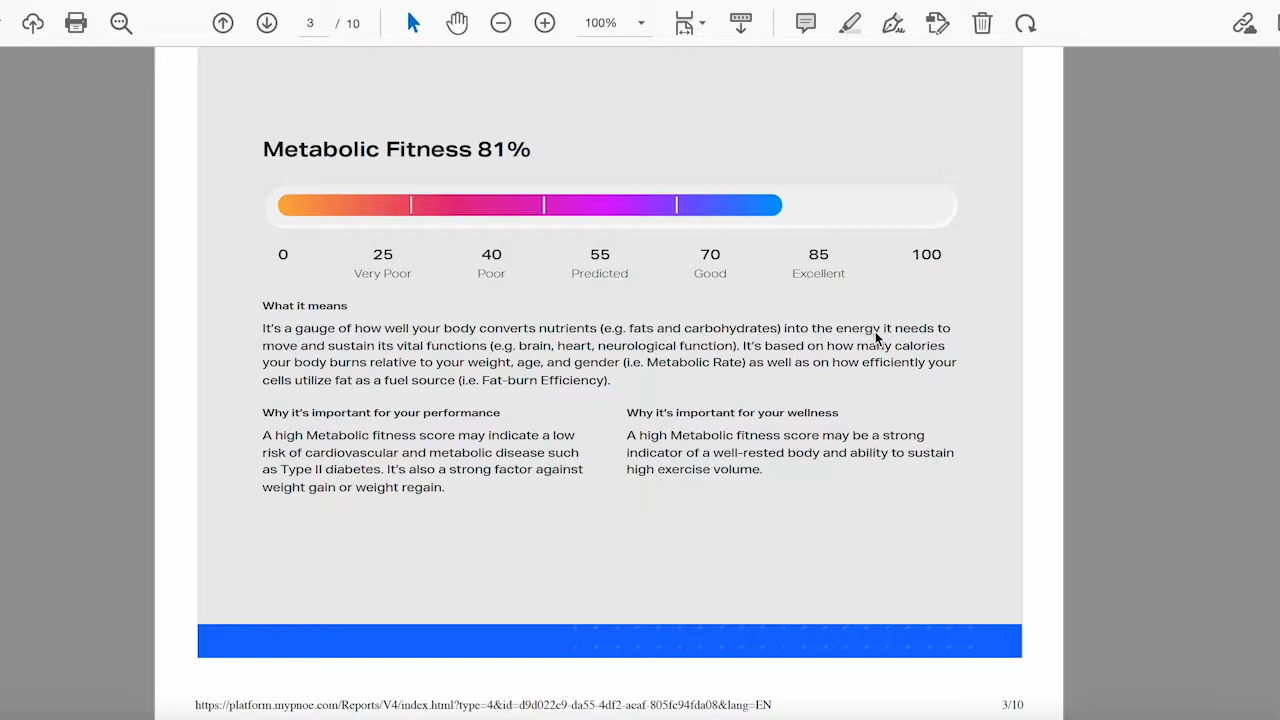 3 / 10
100%
Metabolic Fitness 81%
0 25 40 55 70 85 100
Very Poor Poor Predicted Good Excellent
What it means
It's a gauge of how well your body converts nutrients (e.g. fats and carbohydrates) into the energy it needs to
move and sustain its vital functions (e.g. brain, heart, neurological function). It's based on how many calories
your body burns relative to your weight, age, and gender (i.e. Metabolic Rate) as well as on how efficiently your
cells utilize fat as a fuel source (i.e. Fat-burn Efficiency).
Why it's important for your performance
A high Metabolic fitness score may indicate a low
risk of cardiovascular and metabolic disease such
as Type II diabetes. It's also a strong factor against
weight gain or weight regain.
Why it's important for your wellness
A high Metabolic fitness score may be a strong
indicator of a well-rested body and ability to sustain
high exercise volume.
https://platform.mypnoe.com/Reports/V4/index.html?type=4&id=d9d022c9-da55-4df2-acaf-805fc94fda08&lang=EN
3/10